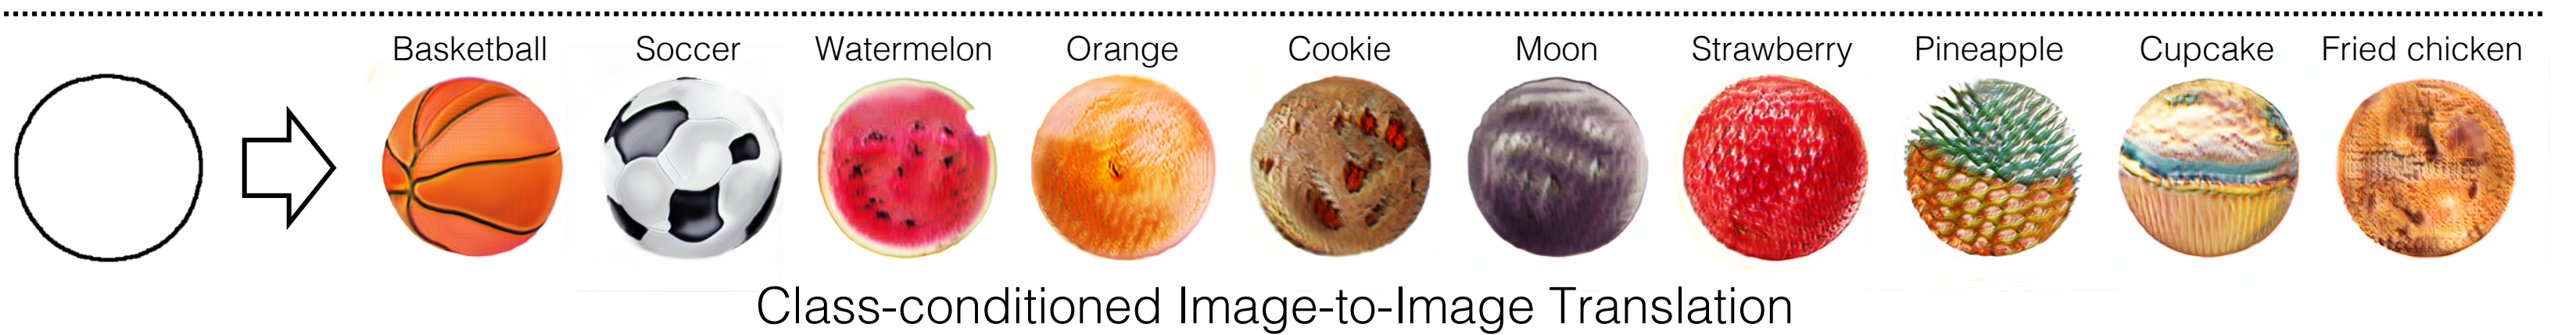 Basketball Soccer Watermelon Orange Cookie Moon Strawberry Pineapple Cupcake Fried chicken
Class-conditioned Image-to-Image Translation